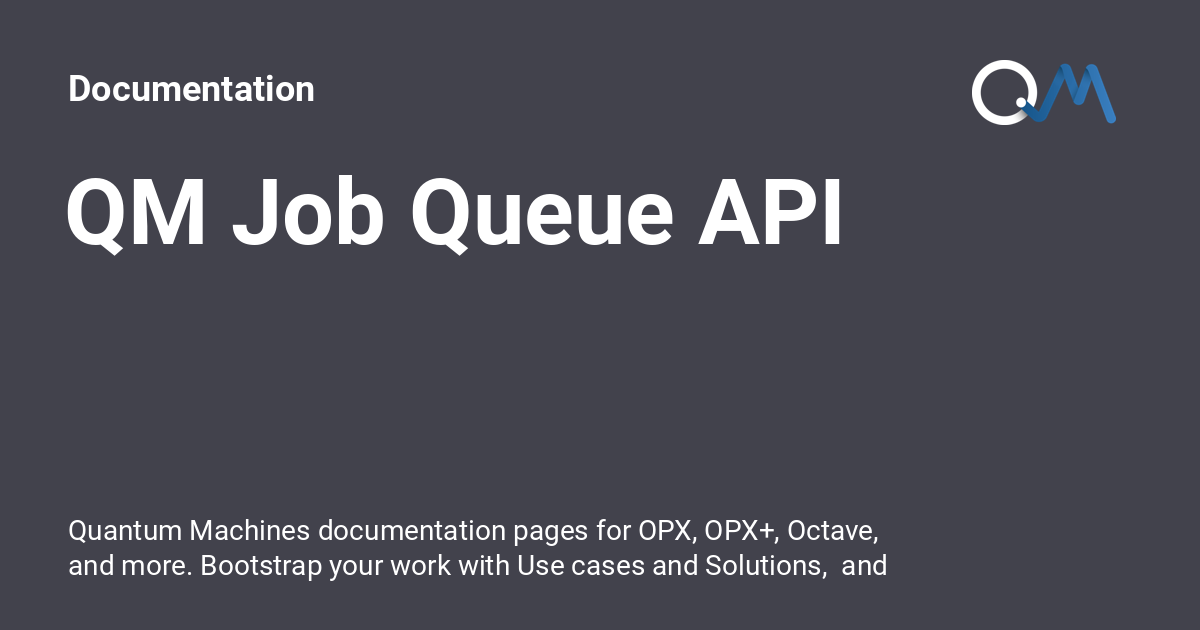 Documentation
QM
QM Job Queue API
Quantum Machines documentation pages for OPX, OPX+, Octave,
and more. Bootstrap your work with Use cases and Solutions,  and